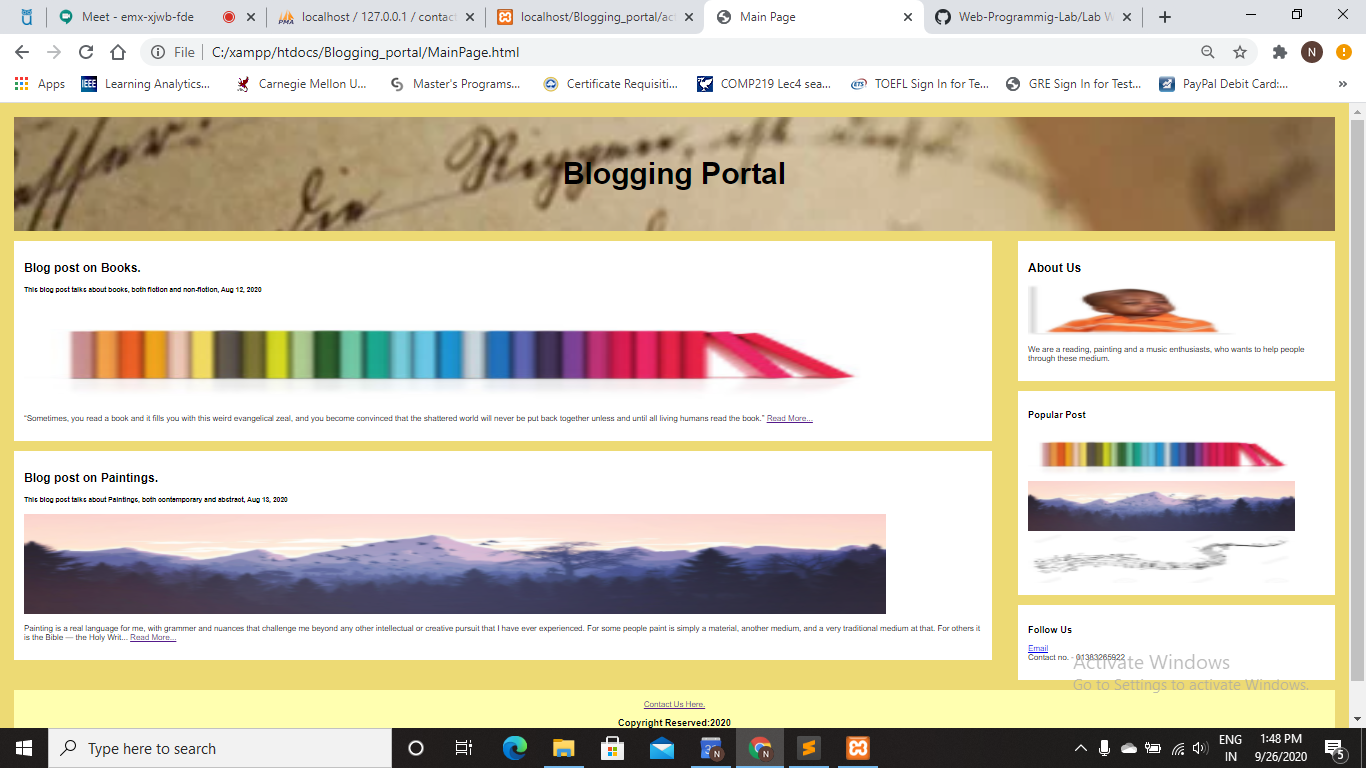 Meet - emx-xjwb-fde
localhost / 127.0.0.1 / contact
localhost/Blogging_portal/act
Main Page
Web-Programmig-Lab/Lab W
File
C:/xampp/htdocs/Blogging_portal/MainPage.html
N
Apps
IEEE
Learning Analytics...
Carnegie Mellon U...
Master's Programs...
Certificate Requisiti...
COMP219 Lec4 sea...
TOEFL Sign In for Te...
GRE Sign In for Test...
PayPal Debit Card:...
Blogging Portal
Blog post on Books.
This blog post talks about books, both fiction and non-fiction, Aug 12, 2020
“Sometimes, you read a book and it fills you with this weird evangelical zeal, and you become convinced that the shattered world will never be put back together unless and until all living humans read the book.” Read More...
Blog post on Paintings.
This blog post talks about Paintings, both contemporary and abstract, Aug 18, 2020
Painting is a real language for me, with grammer and nuances that challenge me beyond any other intellectual or creative pursuit that I have ever experienced. For some people paint is simply a material, another medium, and a very traditional medium at that. For others it
is the Bible — the Holy Writ... Read More...
About Us
We are a reading, painting and a music enthusiasts, who wants to help people
through these medium.
Popular Post
Follow Us
Email
Contact no. - 01383265922
Activate Windows
Go to Settings to activate Windows.
Contact Us Here.
Copyright Reserved:2020
Type here to search
ENG
IN
1:48 PM
9/26/2020
5